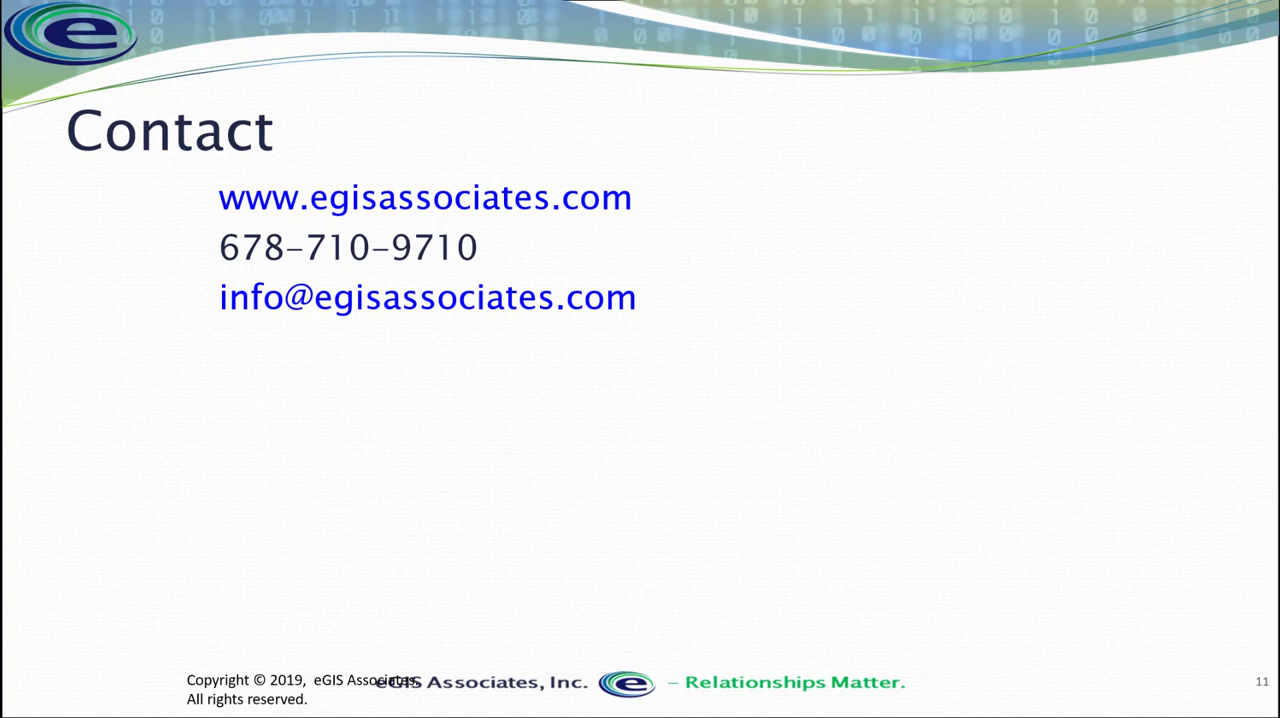 e
Contact
www.egisassociates.com
678-710-9710
info@egisassociates.com
Copyright © 2019,  eGIS Associates.
All rights reserved.
eGIS Associates, Inc. e – Relationships Matter.
11